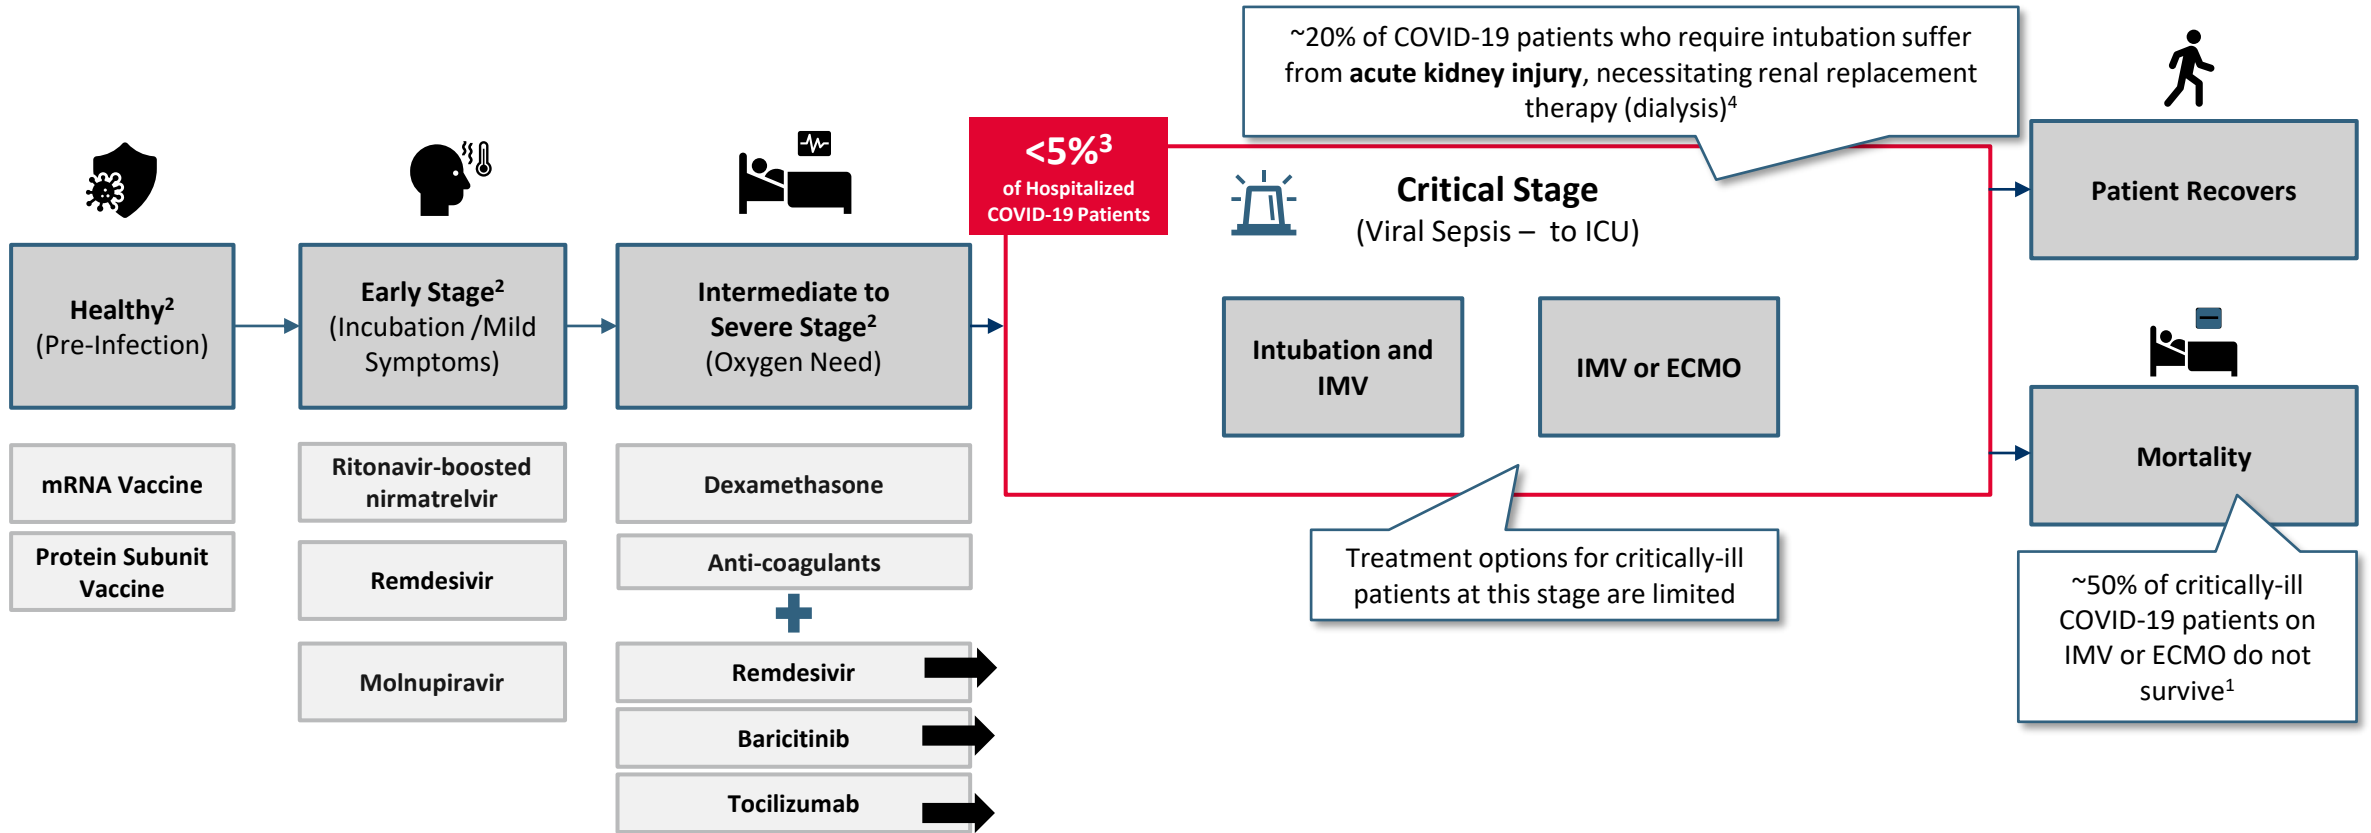 ~20% of COVID-19 patients who require intubation suffer
from acute kidney injury, necessitating renal replacement
therapy (dialysis)4
<5%3
of Hospitalized
COVID-19 Patients
Critical Stage
(Viral Sepsis – to ICU)
Patient Recovers
Healthy2
(Pre-Infection)
Early Stage2
(Incubation /Mild
Symptoms)
Intermediate to
Severe Stage2
(Oxygen Need)
Intubation and
IMV
IMV or ECMO
Mortality
mRNA Vaccine
Protein Subunit
Vaccine
Ritonavir-boosted
nirmatrelvir
Remdesivir
Molnupiravir
Dexamethasone
Anti-coagulants
Remdesivir
Baricitinib
Tocilizumab
Treatment options for critically-ill
patients at this stage are limited
~50% of critically-ill
COVID-19 patients on
IMV or ECMO do not
survive1